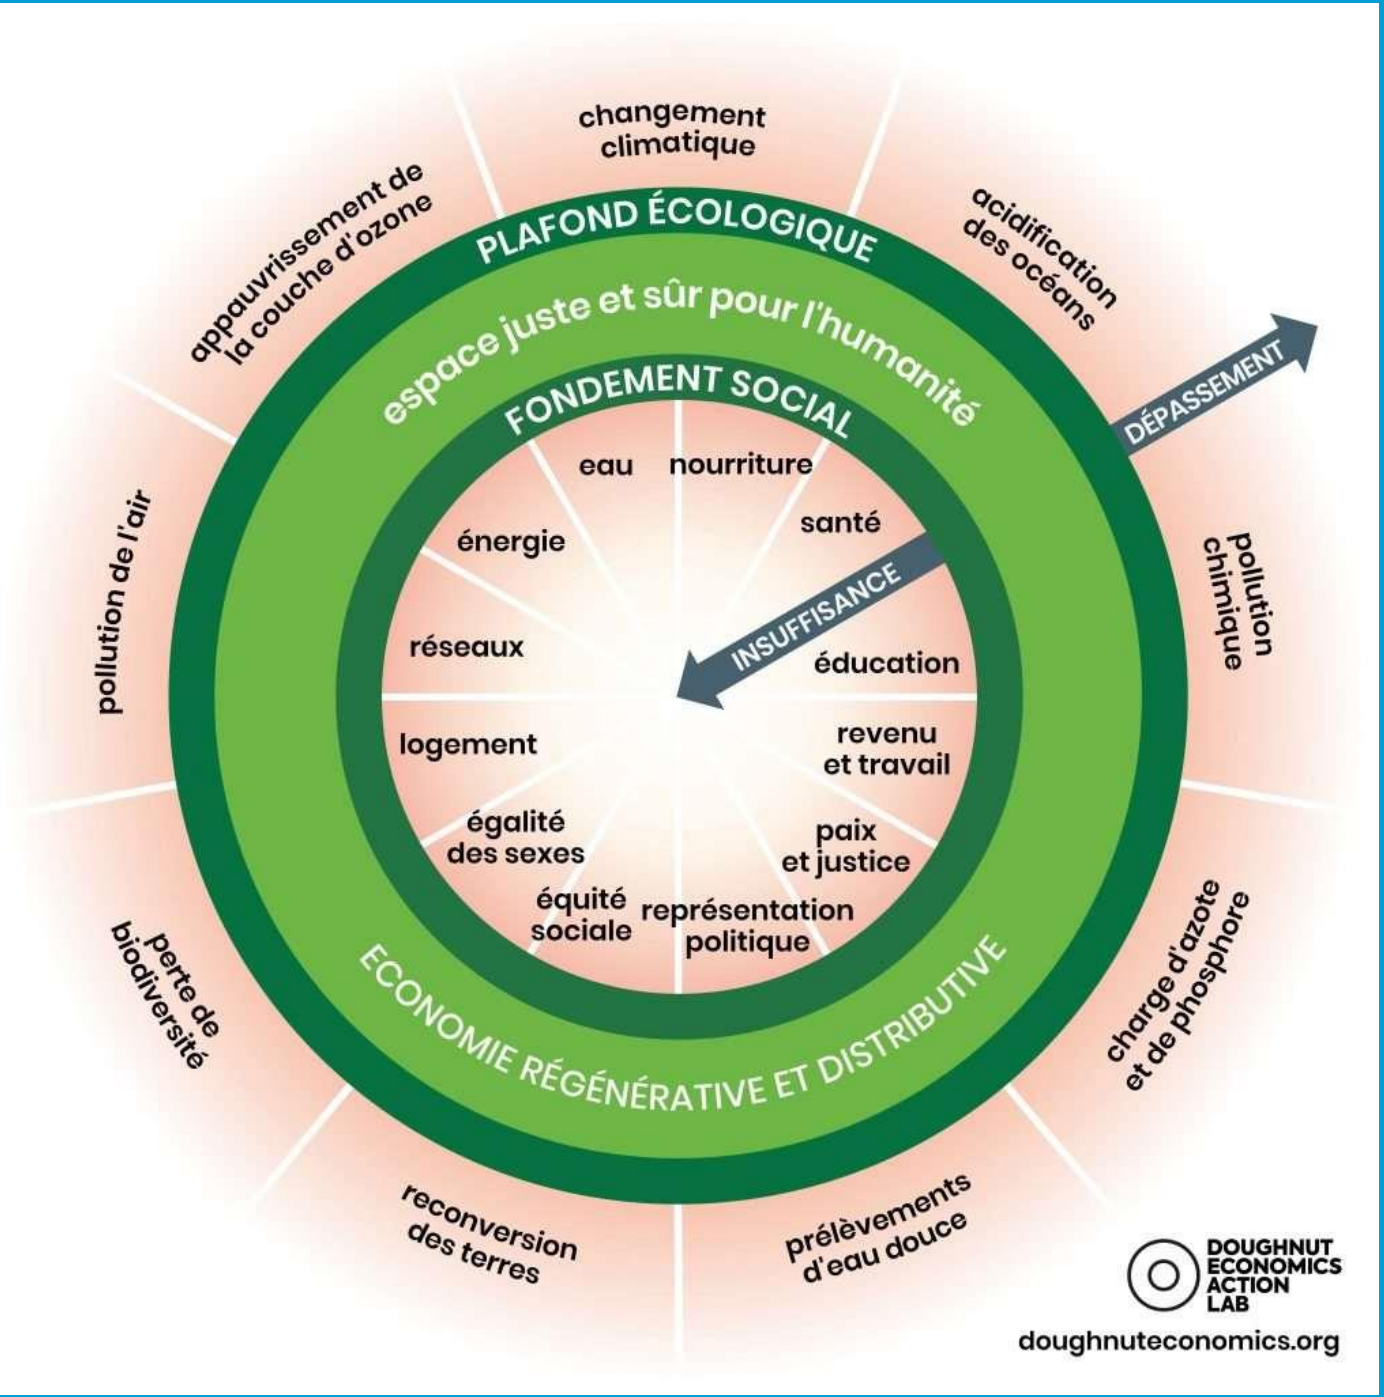 changement
climatique
acidification
des océans
appauvrissement de
la couche d'ozone
PLAFOND ÉCOLOGIQUE
espace juste et sûr pour l'humanité
FONDEMENT SOCIAL
DÉPASSEMENT
eau
nourriture
santé
énergie
INSUFFISANCE
réseaux
éducation
logement
revenu
et travail
égalité
des sexes
paix
et justice
équité
sociale
représentation
politique
pollution de l'air
pollution
chimique
perte de
biodiversité
charge d'azote
et de phosphore
ECONOMIE RÉGÉNÉRATIVE ET DISTRIBUTIVE
reconversion
des terres
prélèvements
d'eau douce
DOUGHNUT
ECONOMICS
ACTION
LAB
doughnuteconomics.org